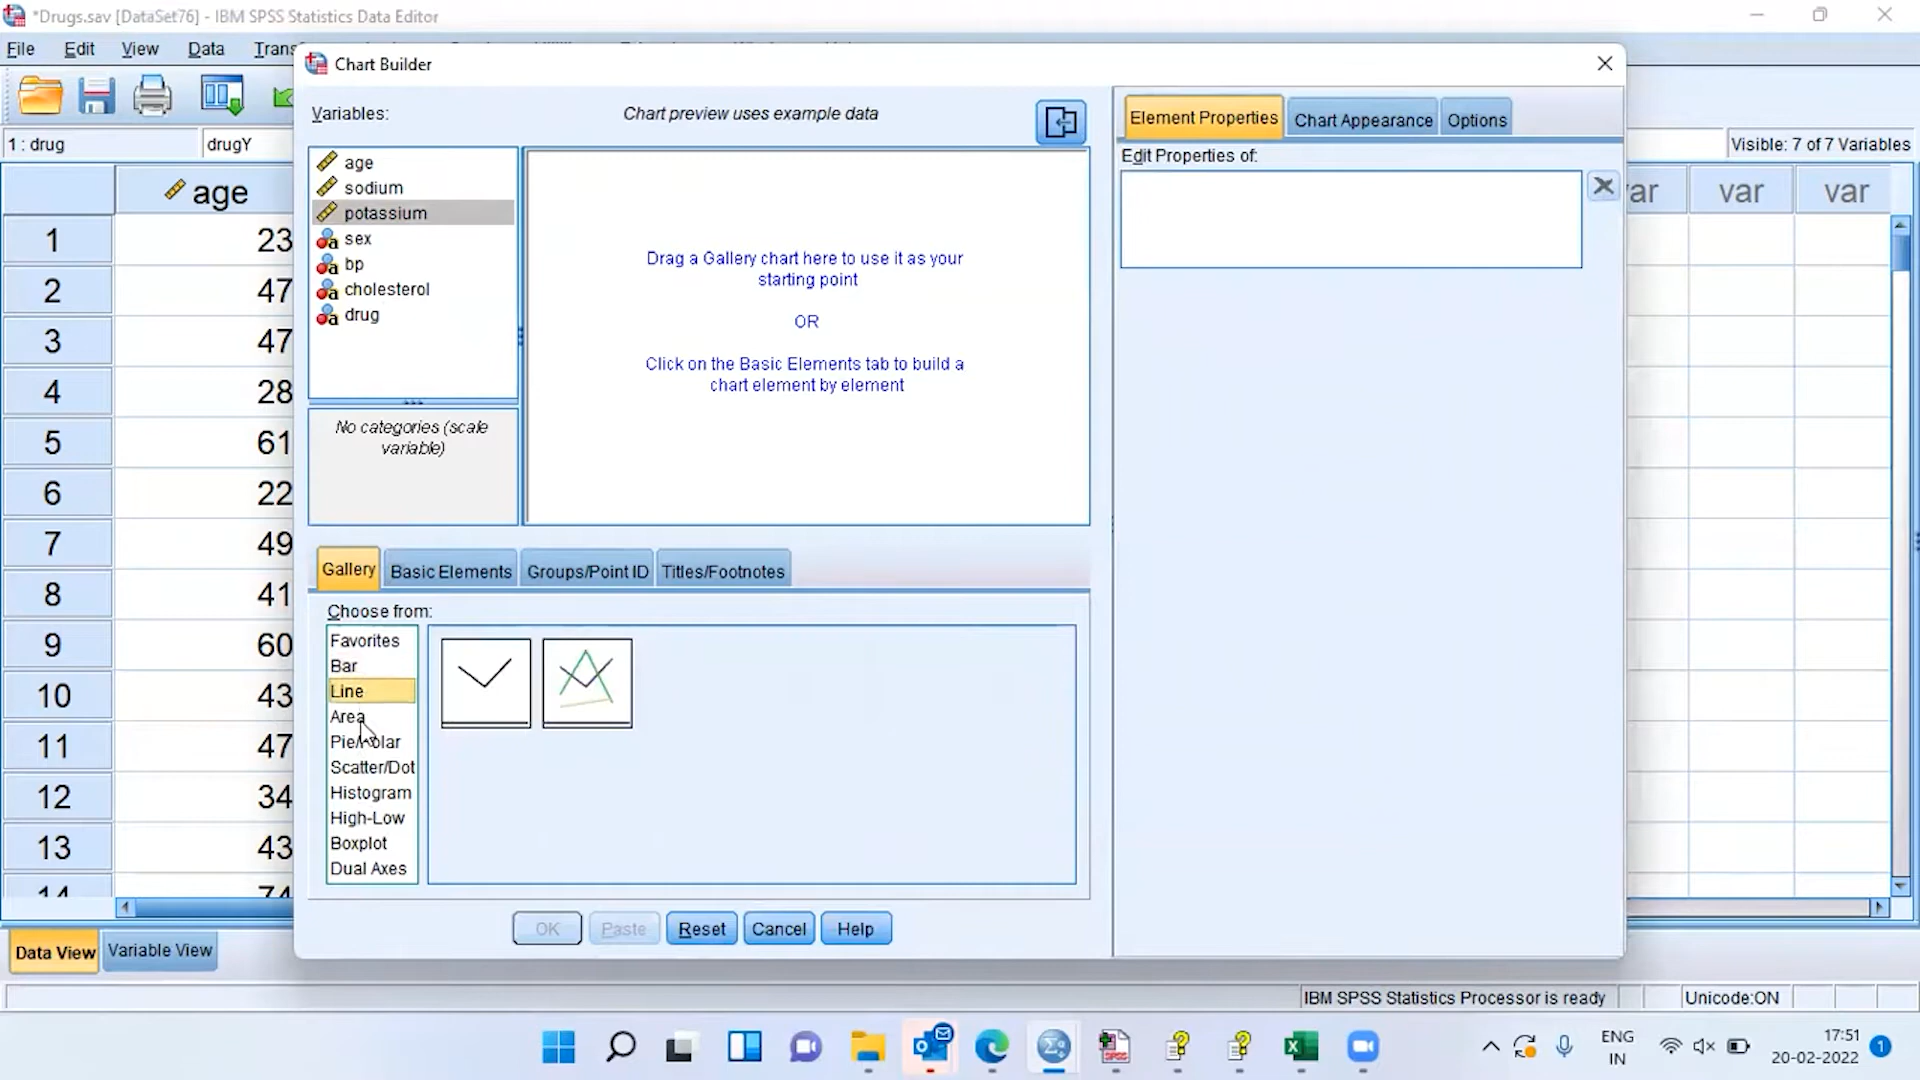 *Drugs.sav [DataSet76] - IBM SPSS Statistics Data Editor
File Edit View Data
Chart Builder
1 : drug drugY
Visible: 7 of 7 Variables
Variables:
Chart preview uses example data
Element Properties Chart Appearance Options
Edit Properties of:
age
sodium
potassium
sex
bp
cholesterol
drug
Drag a Gallery chart here to use it as your
starting point
OR
Click on the Basic Elements tab to build a
chart element by element
No categories (scale
variable)
Gallery Basic Elements Groups/Point ID Titles/Footnotes
Choose from:
Favorites
Bar
Line
Area
Pie/Polar
Scatter/Dot
Histogram
High-Low
Boxplot
Dual Axes
OK Paste Reset Cancel Help
age var var
1 23
2 47
3 47
4 28
5 61
6 22
7 49
8 41
9 60
10 43
11 47
12 34
13 43
14 74
Data View Variable View
IBM SPSS Statistics Processor is ready Unicode:ON
SPSS
ENG
IN
17:51
20-02-2022
1